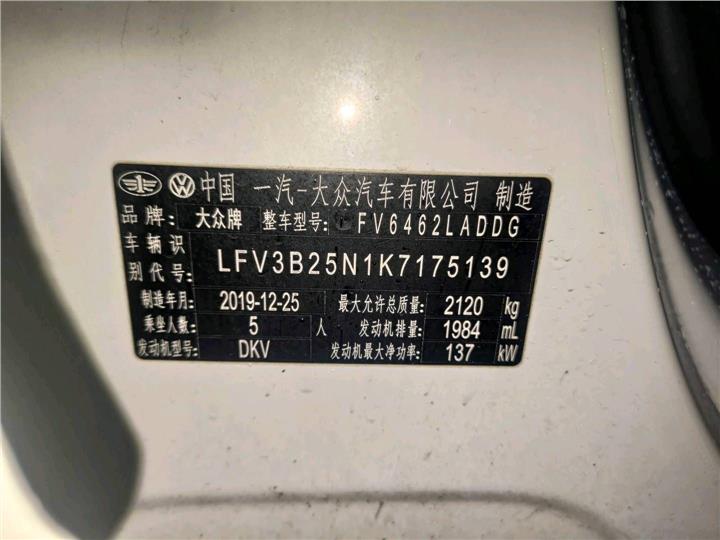 中国 一汽-大众汽车有限公司 制造
品牌: 大众牌 整车型号: FV6462LADDG
车辆识别代号: LFV3B25N1K7175139
制造年月: 2019-12-25 最大允许总质量: 2120 kg
乘坐人数: 5 人 发动机排量: 1984 mL
发动机型号: DKV 发动机最大净功率: 137 kW